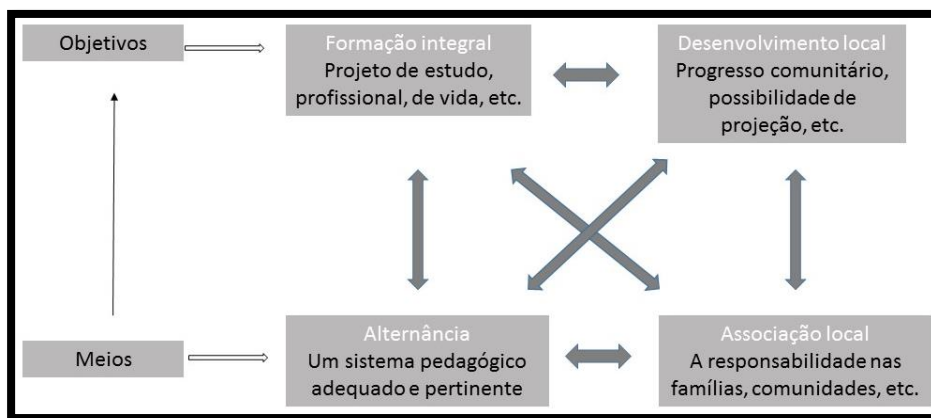 Objetivos
Formação integral
Projeto de estudo,
profissional, de vida, etc.
Desenvolvimento local
Progresso comunitário,
possibilidade de
projeção, etc.
Meios
Alternância
Um sistema pedagógico
adequado e pertinente
Associação local
A responsabilidade nas
famílias, comunidades, etc.